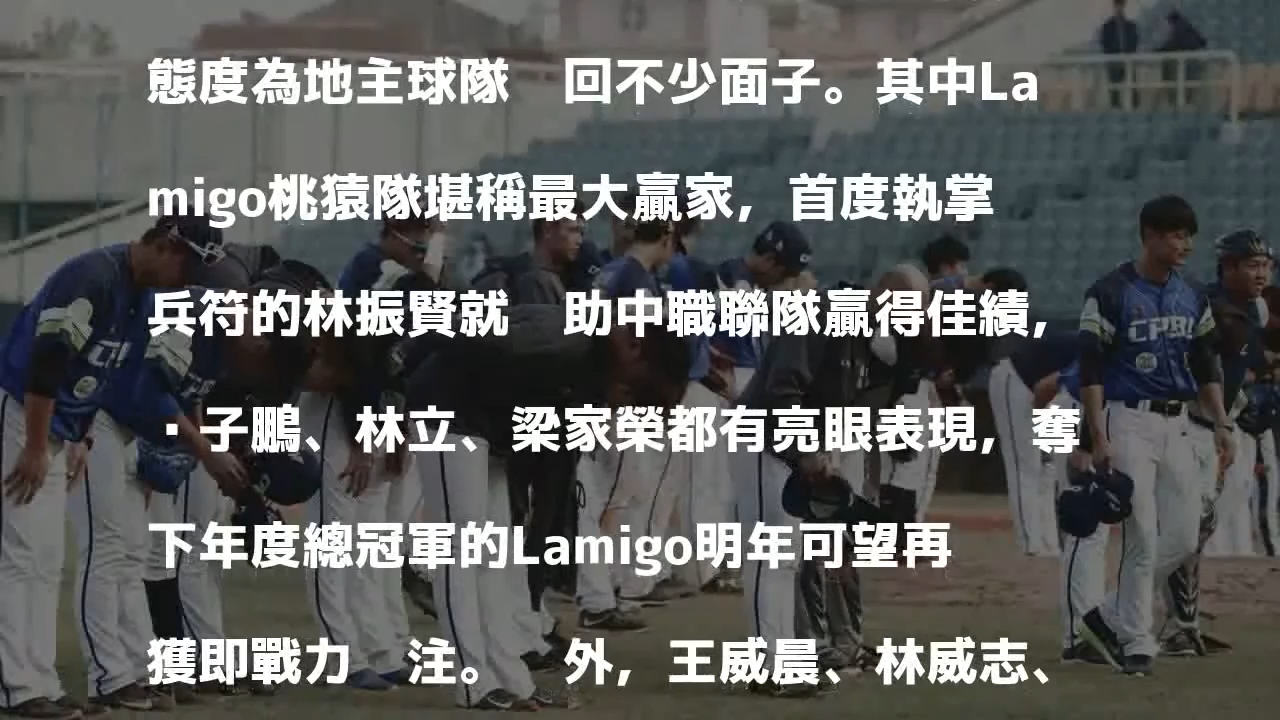 態度為地主球隊　回不少面子。其中La
migo桃猿隊堪稱最大贏家，首度執掌
兵符的林振賢就　助中職聯隊贏得佳績，
·子鵬、林立、梁家榮都有亮眼表現，奪
下年度總冠軍的Lamigo明年可望再
獲即戰力　注。　外，王威晨、林威志、
CPBL